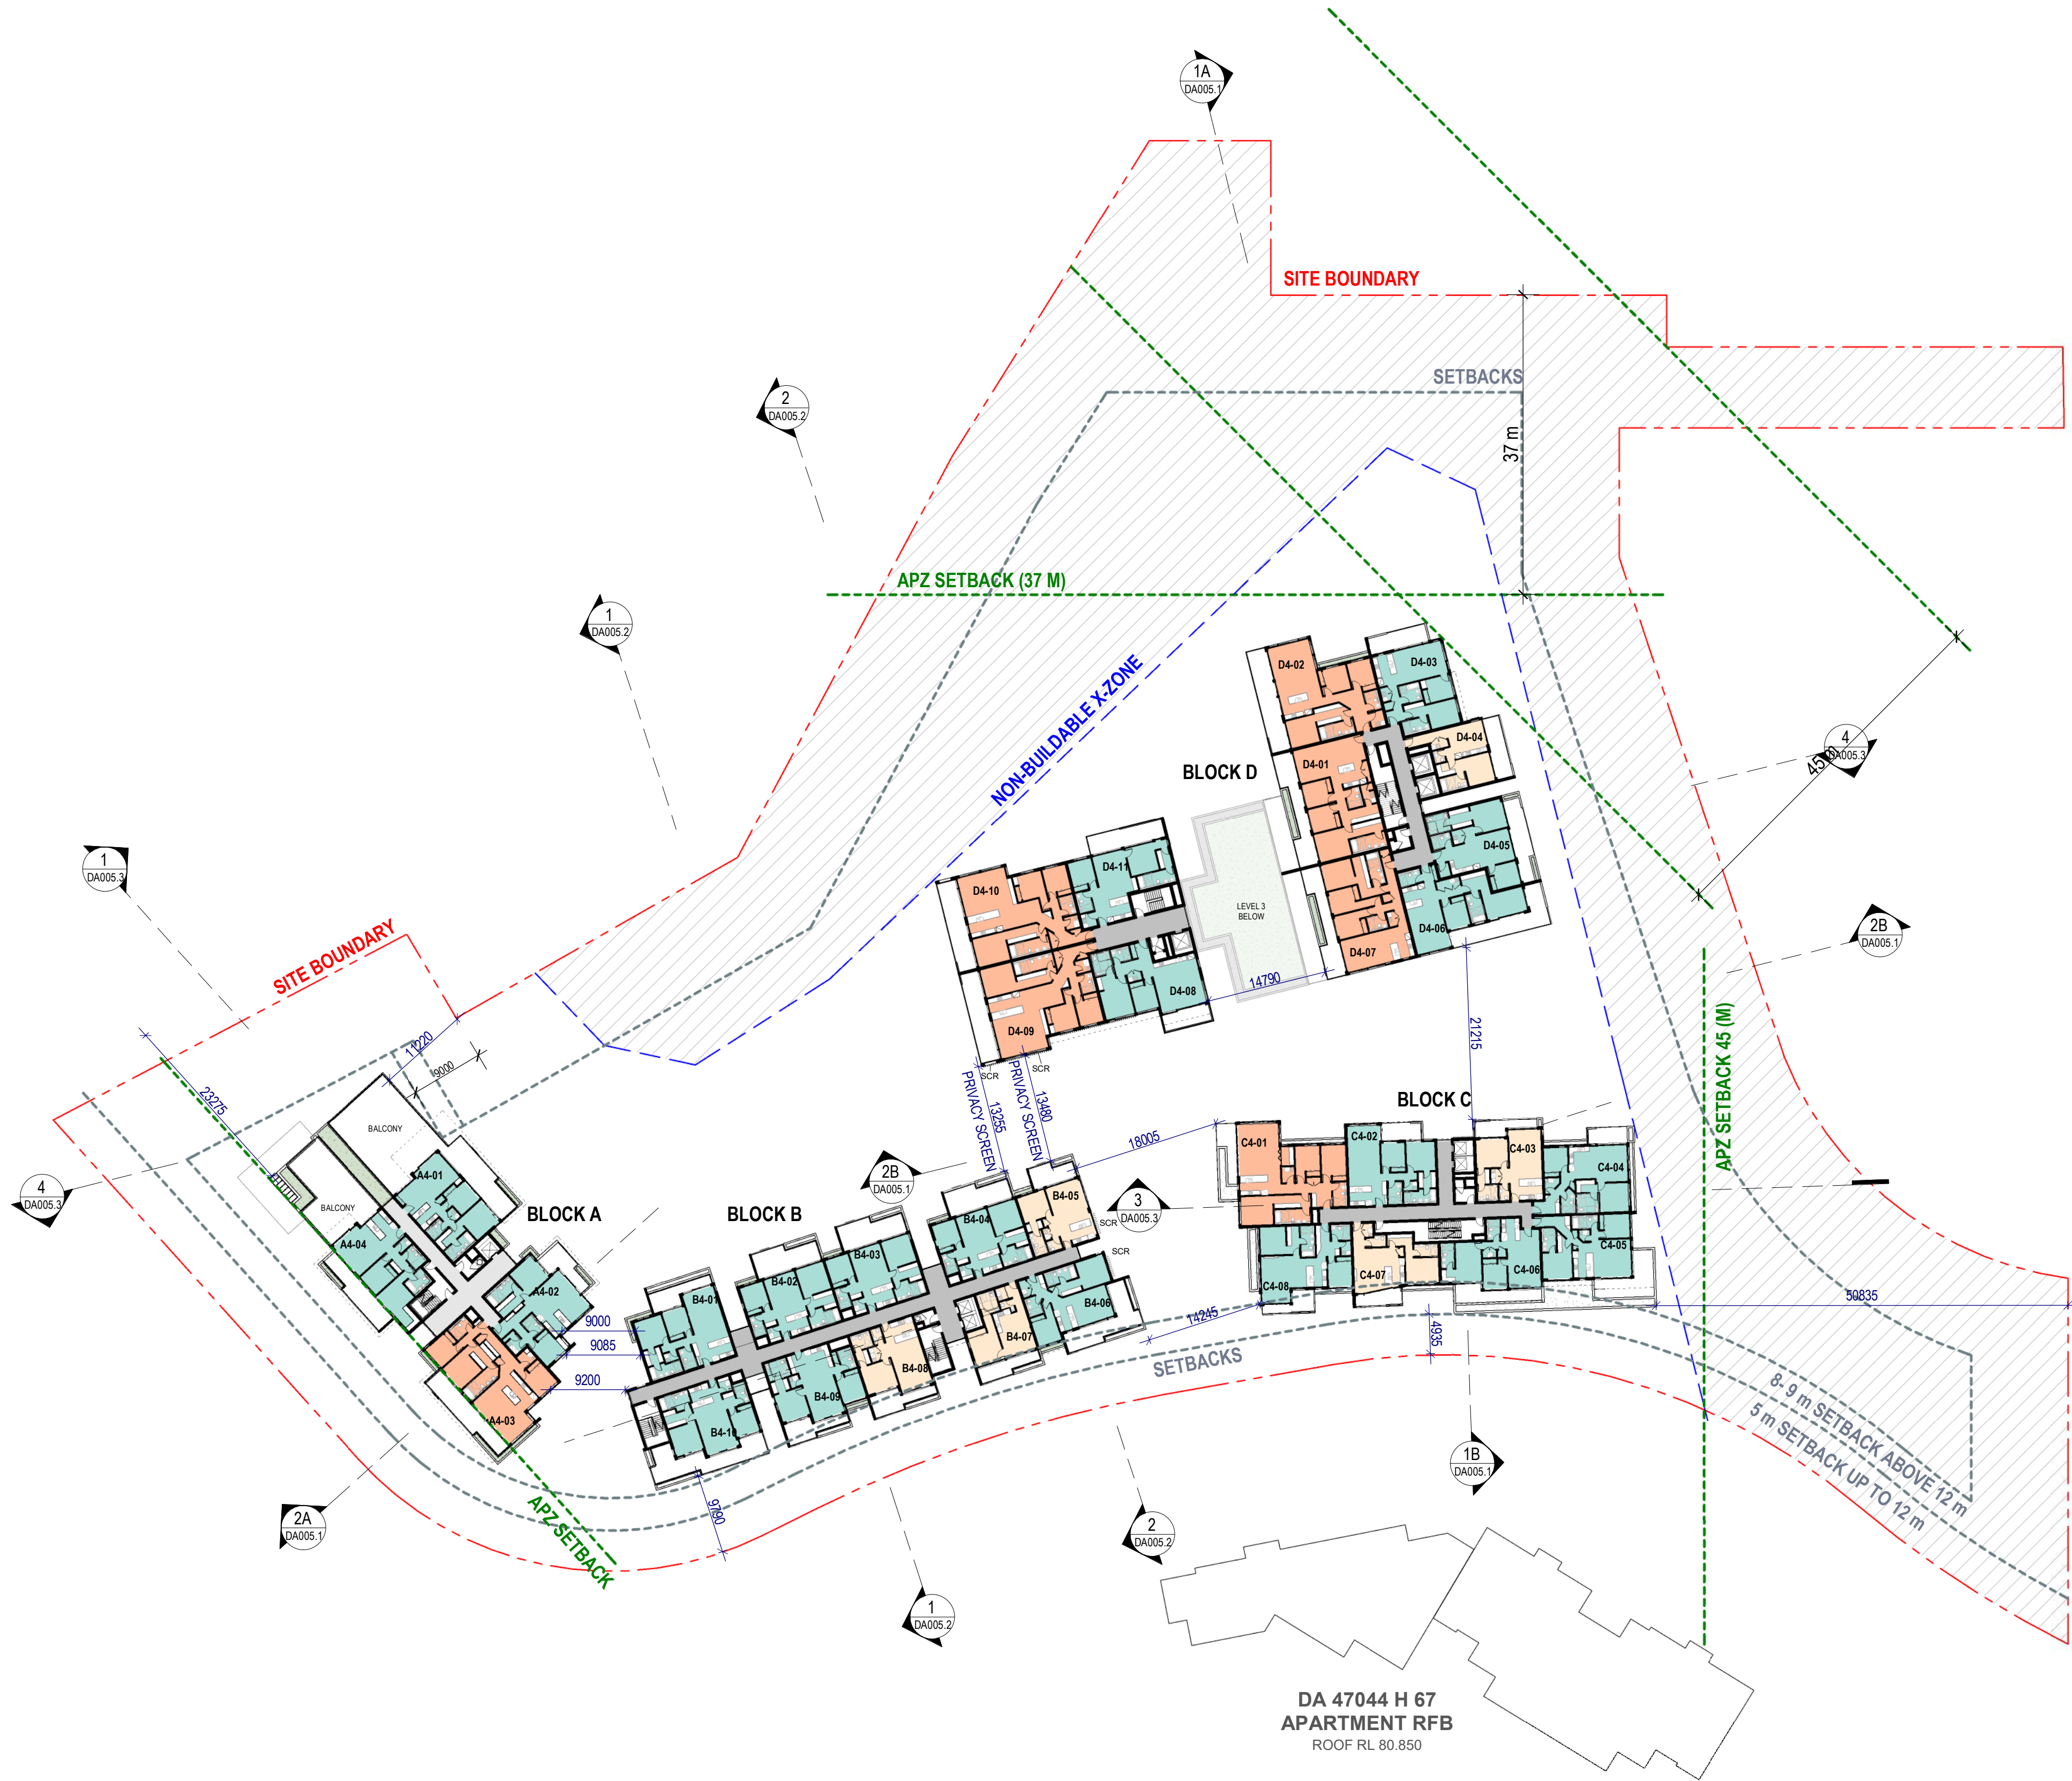 1A
DA005.1
SITE BOUNDARY
SETBACKS
2
DA005.2
37 m
APZ SETBACK (37 M)
1
DA005.2
NON-BUILDABLE X-ZONE
D4-02
D4-03
D4-04
D4-01
BLOCK D
4
DA005.3
D4-05
D4-06
D4-07
LEVEL 3
BELOW
D4-11
D4-10
D4-08
D4-09
14790
21215
2B
DA005.1
1
DA005.3
SITE BOUNDARY
11220
9000
23275
SCR
SCR
PRIVACY SCREEN
13255
PRIVACY SCREEN
13480
18005
APZ SETBACK 45 (M)
BLOCK C
C4-01
C4-02
C4-03
C4-04
C4-05
C4-06
C4-07
C4-08
BALCONY
BALCONY
4
DA005.3
A4-01
A4-04
A4-02
A4-03
BLOCK A
BLOCK B
2B
DA005.1
3
DA005.3
SCR
SCR
B4-01
B4-02
B4-03
B4-04
B4-05
B4-06
B4-07
B4-08
B4-09
B4-10
9000
9085
9200
14245
4935
50835
SETBACKS
8- 9 m SETBACK ABOVE 12 m
5 m SETBACK UP TO 12 m
9790
APZ SETBACK
2A
DA005.1
1B
DA005.1
2
DA005.2
1
DA005.2
DA 47044 H 67
APARTMENT RFB
ROOF RL 80.850